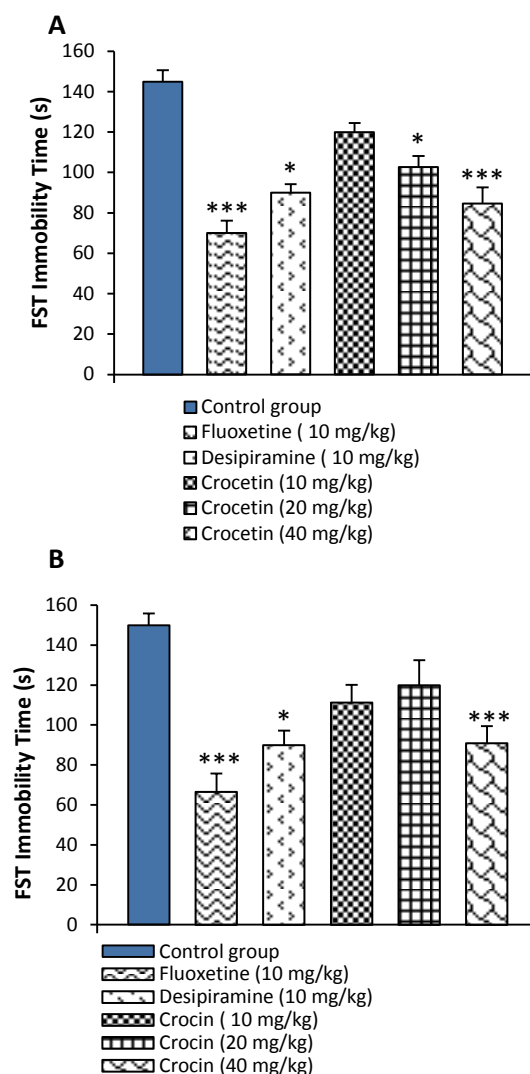 A
160
140
120
100
80
60
40
20
0
FST Immobility Time (s)
***
*
*
***
Control group
Fluoxetine ( 10 mg/kg)
Desipiramine ( 10 mg/kg)
Crocetin (10 mg/kg)
Crocetin (20 mg/kg)
Crocetin (40 mg/kg)
B
160
140
120
100
80
60
40
20
0
FST Immobility Time (s)
***
*
***
Control group
Fluoxetine (10 mg/kg)
Desipiramine (10 mg/kg)
Crocin ( 10 mg/kg)
Crocin (20 mg/kg)
Crocin (40 mg/kg)